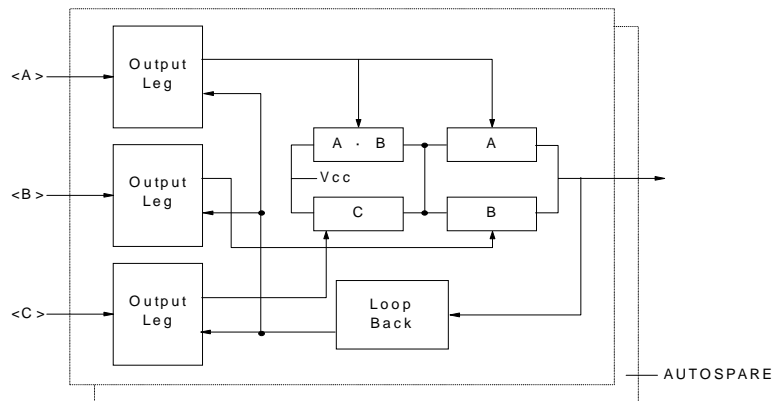 Output
Leg
<A>
A · B
A
Output
Leg
Vcc
<B>
C
B
Output
Leg
Loop
Back
<C>
AUTOSPARE